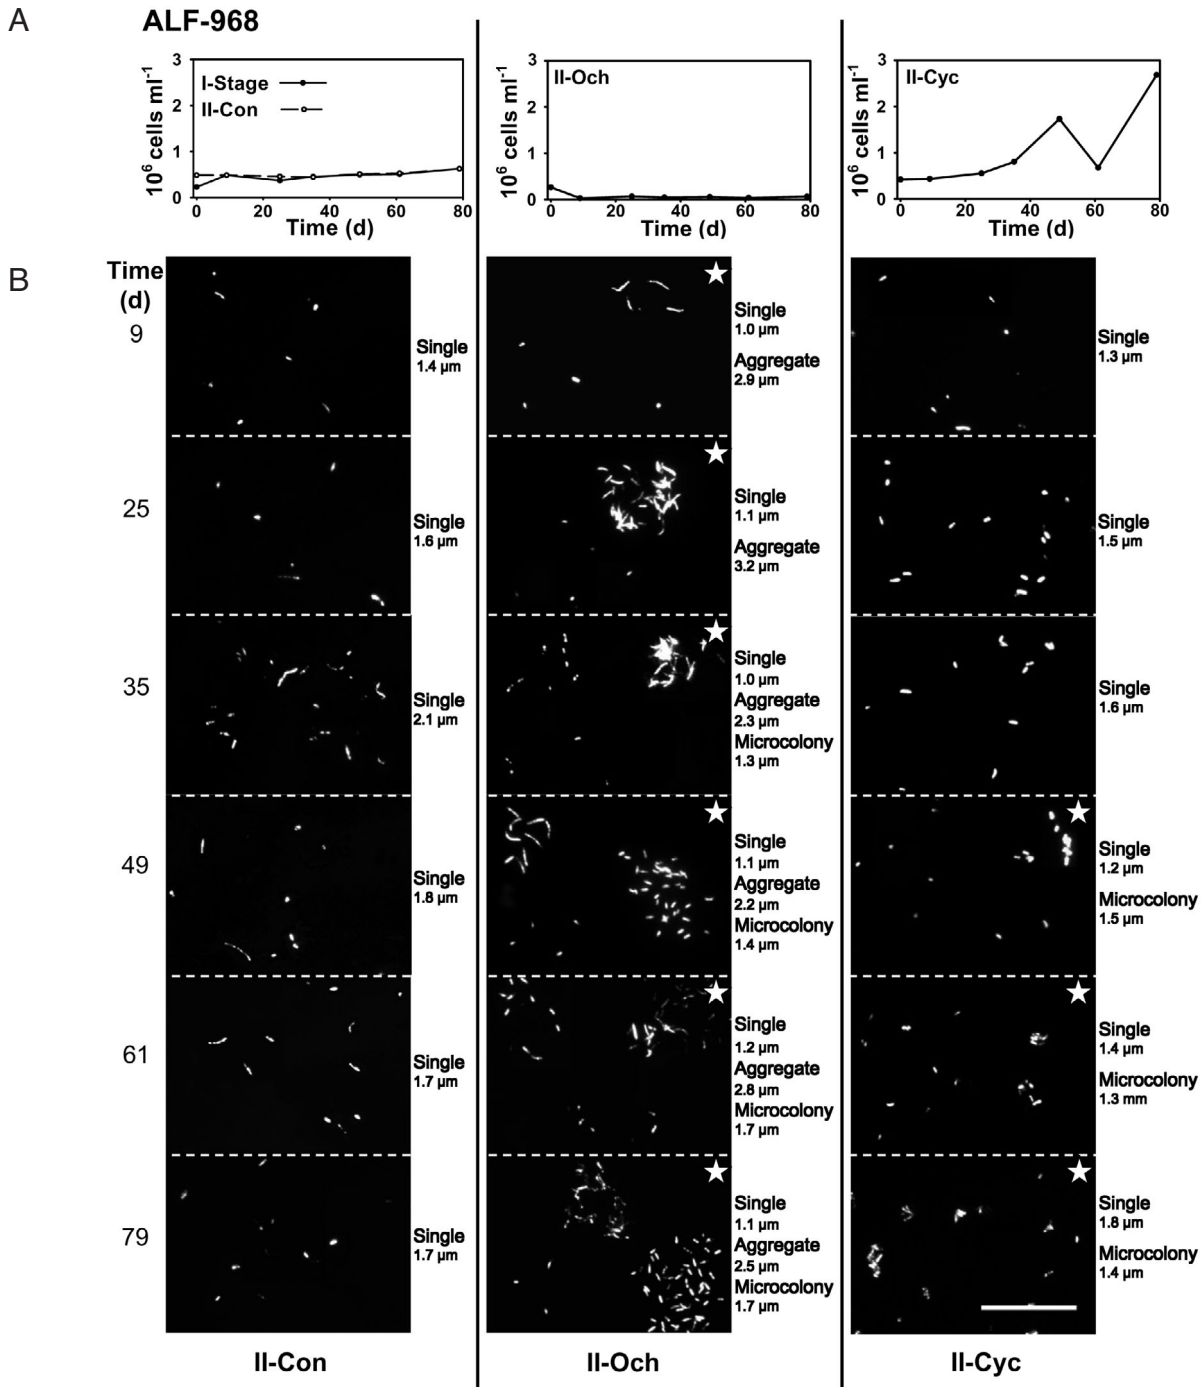 A
ALF-968
10⁶ cells ml⁻¹
3
2
1
0
I-Stage
II-Con
0 20 40 60 80
Time (d)
10⁶ cells ml⁻¹
3
2
1
0
II-Och
0 20 40 60 80
Time (d)
10⁶ cells ml⁻¹
3
2
1
0
II-Cyc
0 20 40 60 80
Time (d)
B
Time
(d)
9
Single
1.4 µm
Single
1.0 µm
Aggregate
2.9 µm
Single
1.3 µm
25
Single
1.6 µm
Single
1.1 µm
Aggregate
3.2 µm
Single
1.5 µm
35
Single
2.1 µm
Single
1.0 µm
Aggregate
2.3 µm
Microcolony
1.3 µm
Single
1.6 µm
49
Single
1.8 µm
Single
1.1 µm
Aggregate
2.2 µm
Microcolony
1.4 µm
Single
1.2 µm
Microcolony
1.5 µm
61
Single
1.7 µm
Single
1.2 µm
Aggregate
2.8 µm
Microcolony
1.7 µm
Single
1.4 µm
Microcolony
1.3 mm
79
Single
1.7 µm
Single
1.1 µm
Aggregate
2.5 µm
Microcolony
1.7 µm
Single
1.8 µm
Microcolony
1.4 µm
II-Con
II-Och
II-Cyc